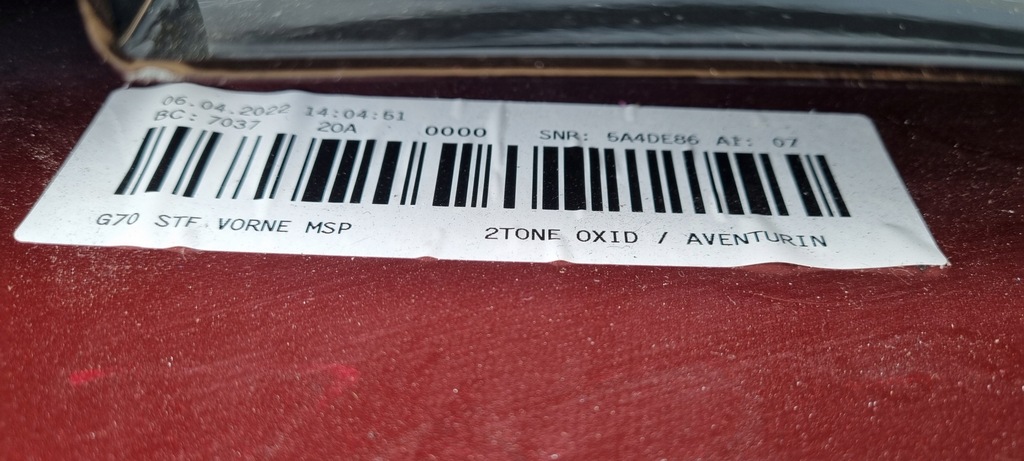 06.04.2022 14:04:51
BC: 7037 20A 0000 SNR: 5A4DE86 AI: 07
G70 STF VORNE MSP 2TONE OXID / AVENTURIN